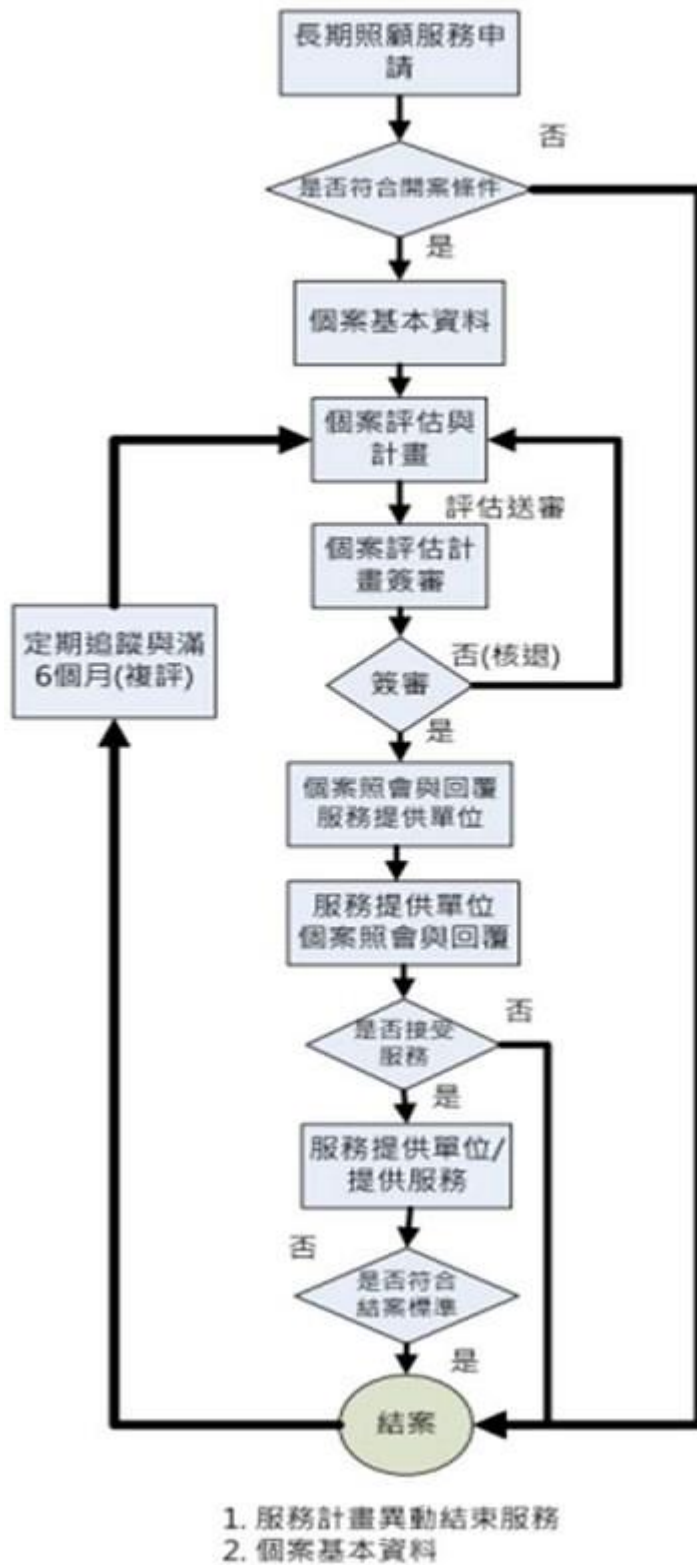 長期照顧服務申
請
否
是否符合開案條件
是
個案基本資料
個案評估與
計畫
評估送審
個案評估計
畫簽審
定期追蹤與滿
6個月(複評)
否(核退)
簽審
是
個案照會與回覆
服務提供單位
服務提供單位
個案照會與回覆
否
是否接受
服務
是
服務提供單位/
提供服務
否
是否符合
結案標準
是
結案
1. 服務計畫異動結束服務
2. 個案基本資料